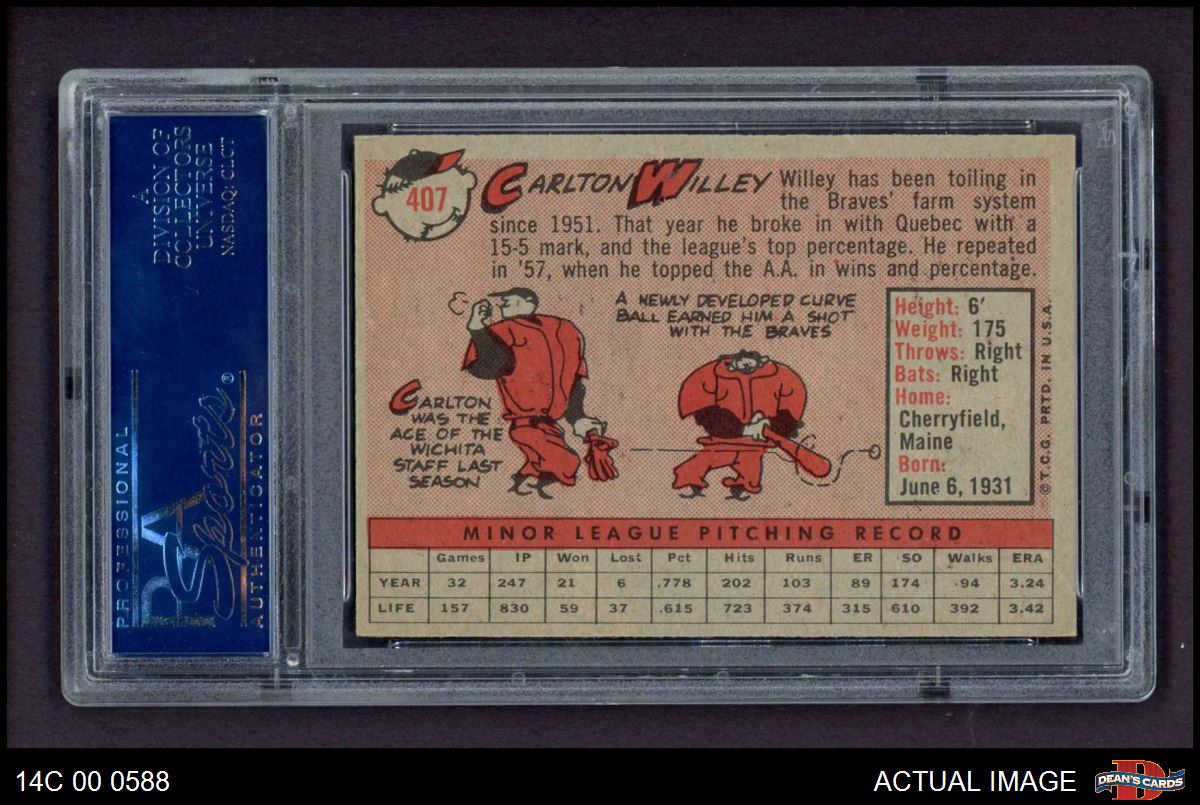 A
DIVISION OF
COLLECTORS
UNIVERSE
NASDAQ: CLCT
PROFESSIONAL
PSA
Sports®
AUTHENTICATOR
407
CARLTON WILLEY
Willey has been toiling in
the Braves' farm system
since 1951. That year he broke in with Quebec with a
15-5 mark, and the league's top percentage. He repeated
in '57, when he topped the A.A. in wins and percentage.
A NEWLY DEVELOPED CURVE
BALL EARNED HIM A SHOT
WITH THE BRAVES
CARLTON
WAS THE
ACE OF THE
WICHITA
STAFF LAST
SEASON
Height: 6'
Weight: 175
Throws: Right
Bats: Right
Home:
Cherryfield,
Maine
Born:
June 6, 1931
© T.C.G. PRTD. IN U.S.A.
MINOR LEAGUE PITCHING RECORD
Games IP Won Lost Pct Hits Runs ER SO Walks ERA
YEAR 32 247 21 6 .778 202 103 89 174 94 3.24
LIFE 157 830 59 37 .615 723 374 315 610 392 3.42
14C 00 0588
ACTUAL IMAGE
DEAN'S CARDS